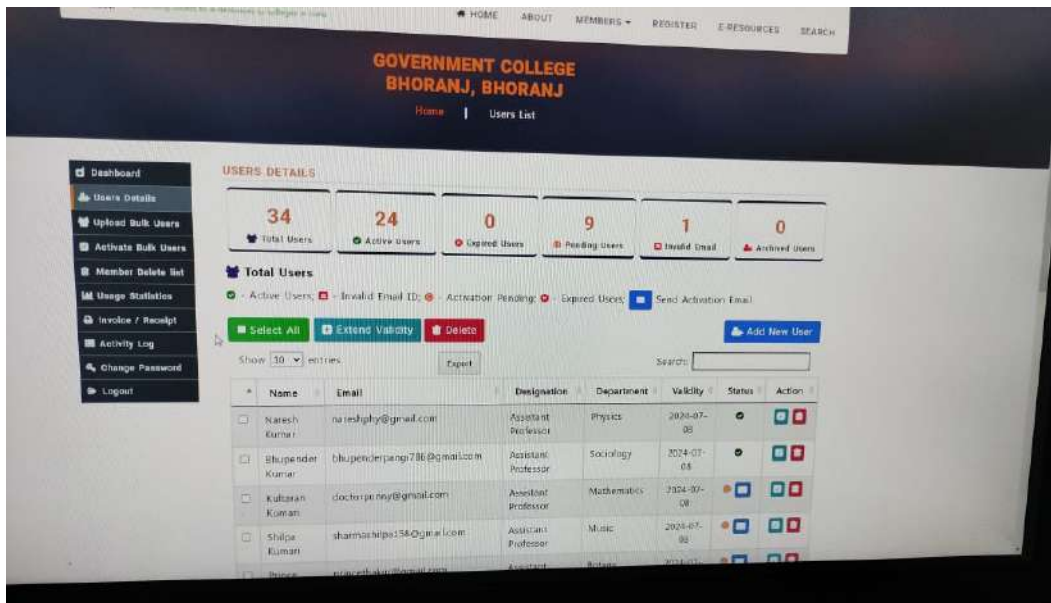 HOME ABOUT MEMBERS REGISTER E-RESOURCES SEARCH
GOVERNMENT COLLEGE
BHORANJ, BHORANJ
Home | Users List
Dashboard
Users Details
Upload Bulk Users
Activate Bulk Users
Member Delete list
Usage Statistics
Invoice / Receipt
Activity Log
Change Password
Logout
USERS DETAILS
34 24 0 9 1 0
Total Users Active Users Expired Users Pending Users Invalid Email Archived Users
Total Users
- Active Users; - Invalid Email ID; - Activation Pending; - Expired Users; Send Activation Email
Select All Extend Validity Delete Add New User
Show 10 entries Export Search:
Name Email Designation Department Validity Status Action
Naresh nareshphy@gmail.com Assistant Physics 2024-07-
Kumar Professor 08
Bhupender bhupenderpangi786@gmail.com Assistant Sociology 2024-07-
Kumar Professor 08
Kumari doctorpenny@gmail.com Assistant Mathematics 2024-07-
Professor 08
Shilpa Assistant Music 2024-07-
Kumari Professor 08
Prince Assistant Botany